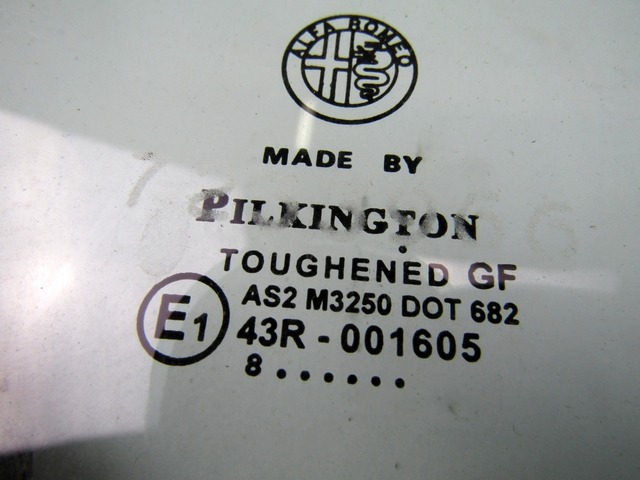 ALFA ROMEO
MADE BY
PILKINGTON
TOUGHENED GF
AS2 M3250 DOT 682
E1
43R - 001605
8......